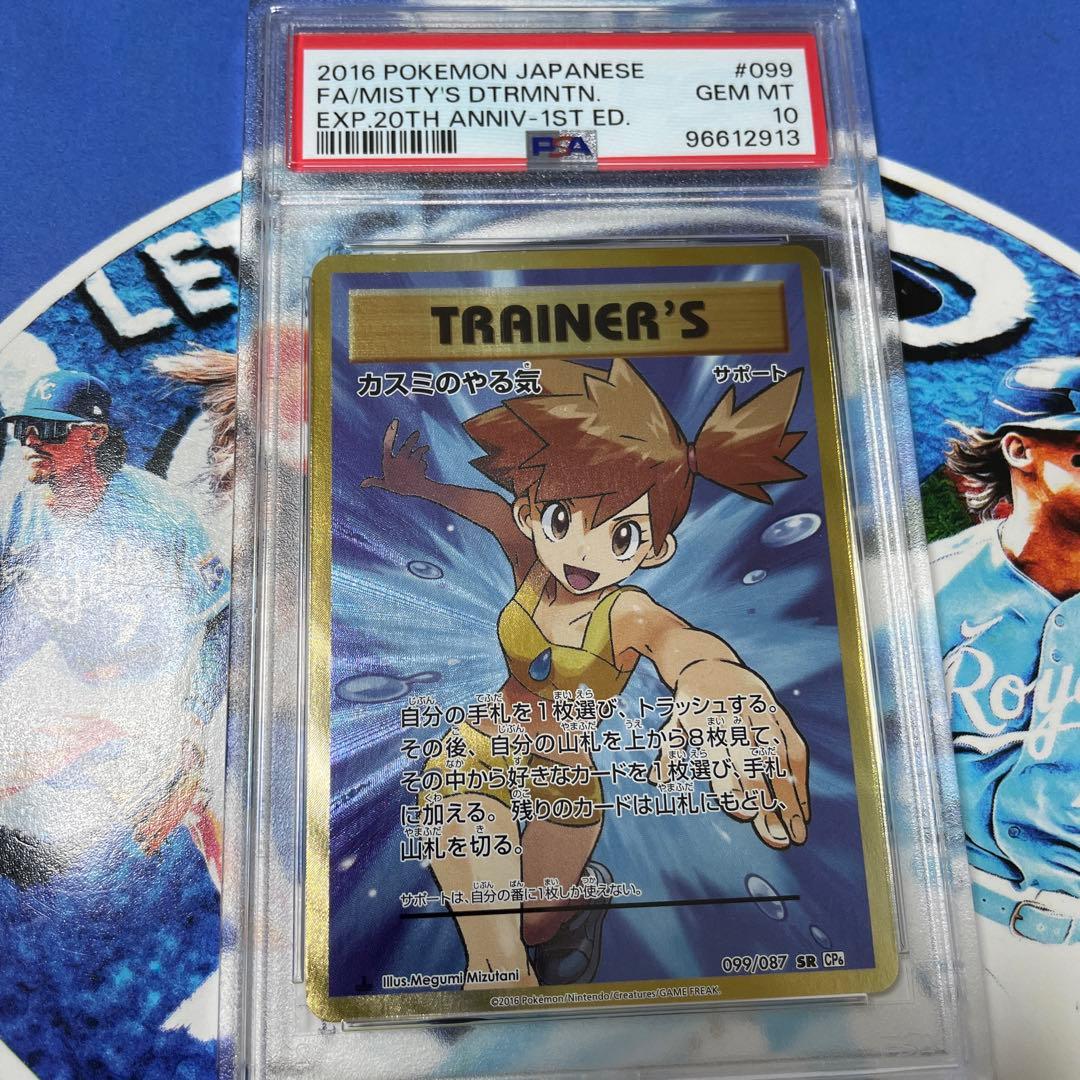 2016 POKEMON JAPANESE #099
FA/MISTY'S DTRMNTN. GEM MT
EXP.20TH ANNIV-1ST ED. 10
PSA 96612913
LET
KC
TRAINER'S
カスミのやる気 サポート
自分の手札を1枚選び、トラッシュする。
その後、自分の山札を上から8枚見て、
その中から好きなカードを1枚選び、手札
に加える。残りのカードは山札にもどし、
山札を切る。
サポートは、自分の番に1枚しか使えない。
099/087 SR CP6
Illus.Megumi Mizutani
©2016 Pokémon/Nintendo/Creatures/GAME FREAK.
Roy